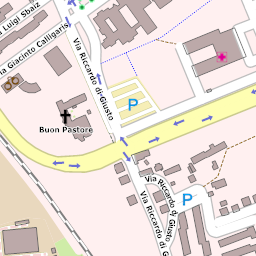 Luigi Sbaiz
Via Giacinto Calligaris
Via Riccardo di Giusto
P
Buon Pastore
Via Riccardo di Giusto
P
Via Riccardo di G